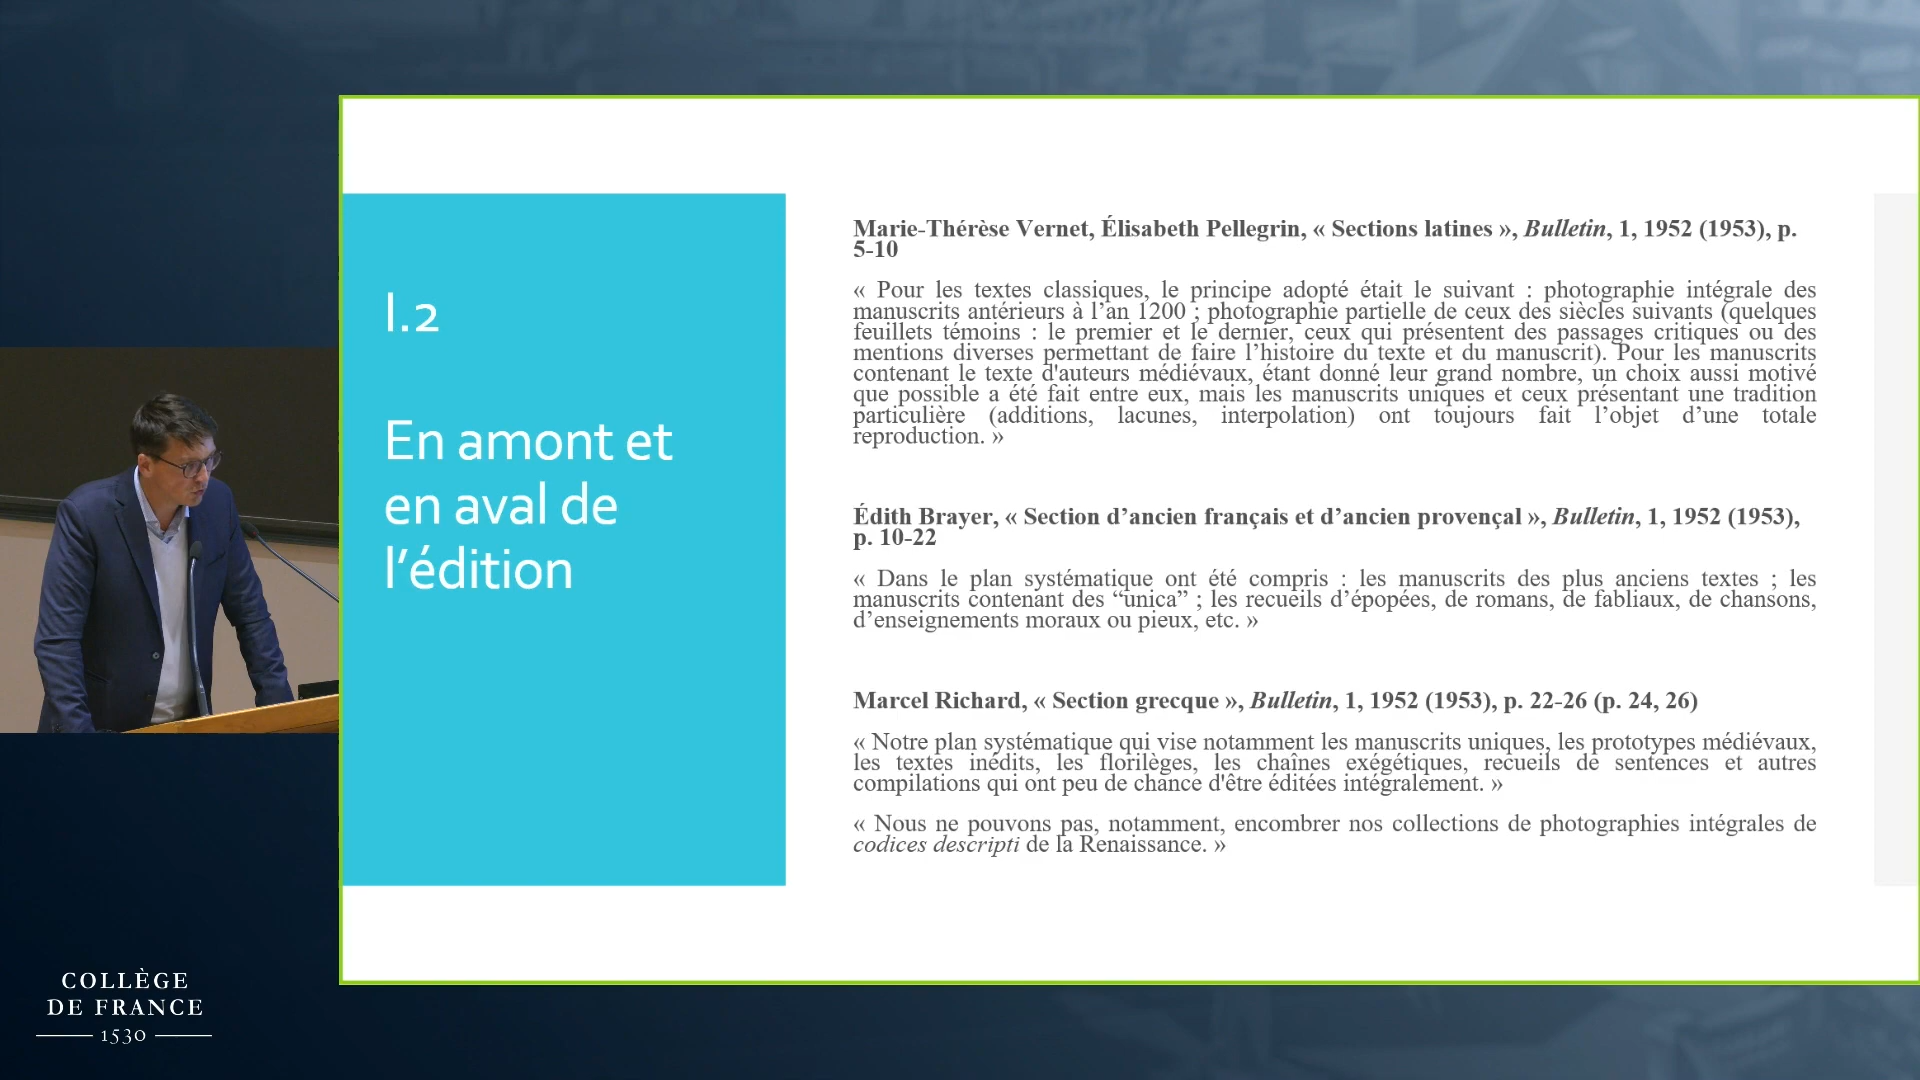 I.2
En amont et
en aval de
l’édition
Marie-Thérèse Vernet, Élisabeth Pellegrin, « Sections latines », Bulletin, 1, 1952 (1953), p.
5-10
« Pour les textes classiques, le principe adopté était le suivant : photographie intégrale des
manuscrits antérieurs à l’an 1200 ; photographie partielle de ceux des siècles suivants (quelques
feuillets témoins : le premier et le dernier, ceux qui présentent des passages critiques ou des
mentions diverses permettant de faire l’histoire du texte et du manuscrit). Pour les manuscrits
contenant le texte d'auteurs médiévaux, étant donné leur grand nombre, un choix aussi motivé
que possible a été fait entre eux, mais les manuscrits uniques et ceux présentant une tradition
particulière (additions, lacunes, interpolation) ont toujours fait l’objet d’une totale
reproduction. »
Édith Brayer, « Section d’ancien français et d’ancien provençal », Bulletin, 1, 1952 (1953),
p. 10-22
« Dans le plan systématique ont été compris : les manuscrits des plus anciens textes ; les
manuscrits contenant des “unica” ; les recueils d’épopées, de romans, de fabliaux, de chansons,
d’enseignements moraux ou pieux, etc. »
Marcel Richard, « Section grecque », Bulletin, 1, 1952 (1953), p. 22-26 (p. 24, 26)
« Notre plan systématique qui vise notamment les manuscrits uniques, les prototypes médiévaux,
les textes inédits, les florilèges, les chaînes exégétiques, recueils de sentences et autres
compilations qui ont peu de chance d'être éditées intégralement. »
« Nous ne pouvons pas, notamment, encombrer nos collections de photographies intégrales de
codices descripti de la Renaissance. »
COLLÈGE
DE FRANCE
1530